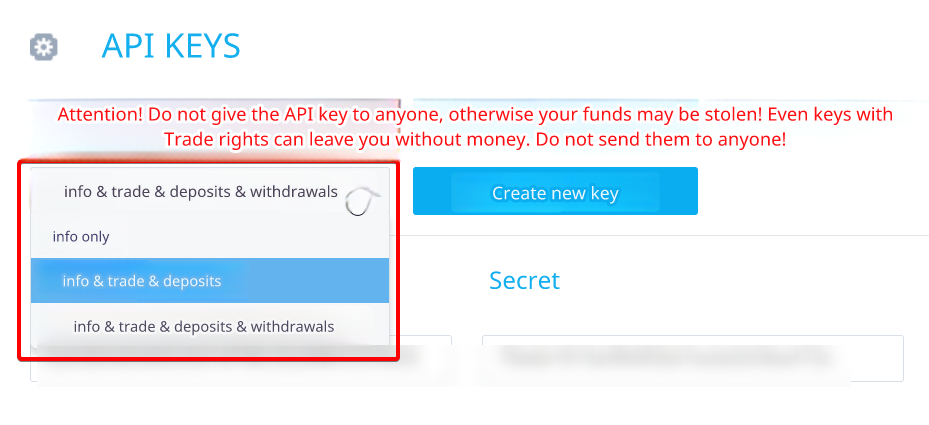 API KEYS
Attention! Do not give the API key to anyone, otherwise your funds may be stolen! Even keys with
Trade rights can leave you without money. Do not send them to anyone!
info & trade & deposits & withdrawals
Create new key
info only
info & trade & deposits
Secret
info & trade & deposits & withdrawals